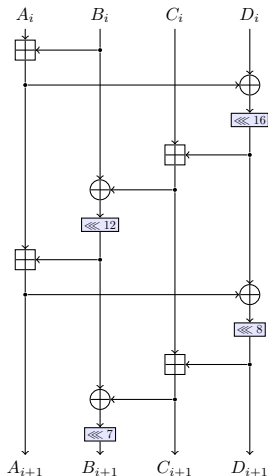 A_i B_i C_i D_i
⋘ 16
⋘ 12
⋘ 8
⋘ 7
A_{i+1} B_{i+1} C_{i+1} D_{i+1}